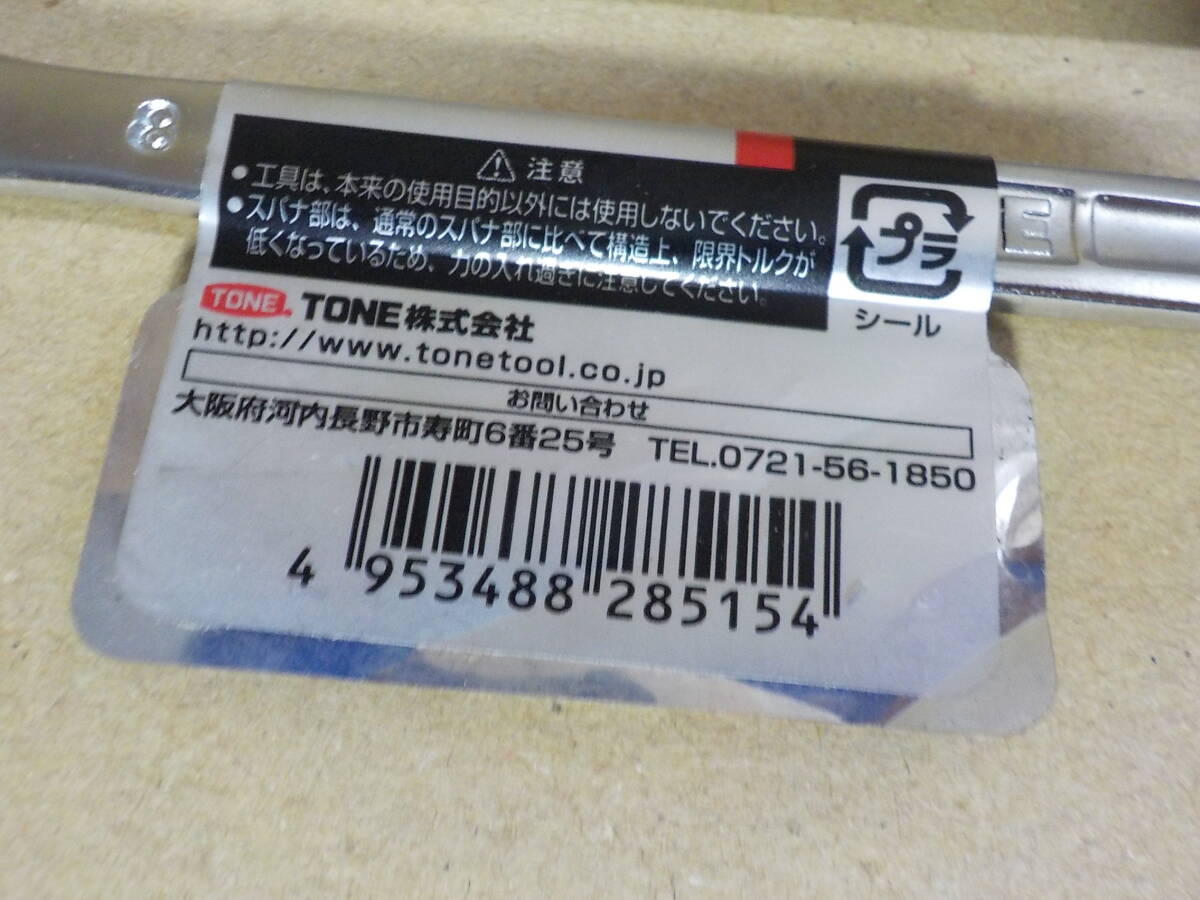 8
⚠ 注意
・工具は、本来の使用目的以外には使用しないでください。
・スパナ部は、通常のスパナ部に比べて構造上、限界トルクが
低くなっているため、力の入れ過ぎに注意してください。
プラ
シール
E
TONE. TONE株式会社
http://www.tonetool.co.jp
お問い合わせ
大阪府河内長野市寿町6番25号 TEL.0721-56-1850
4 953488 285154